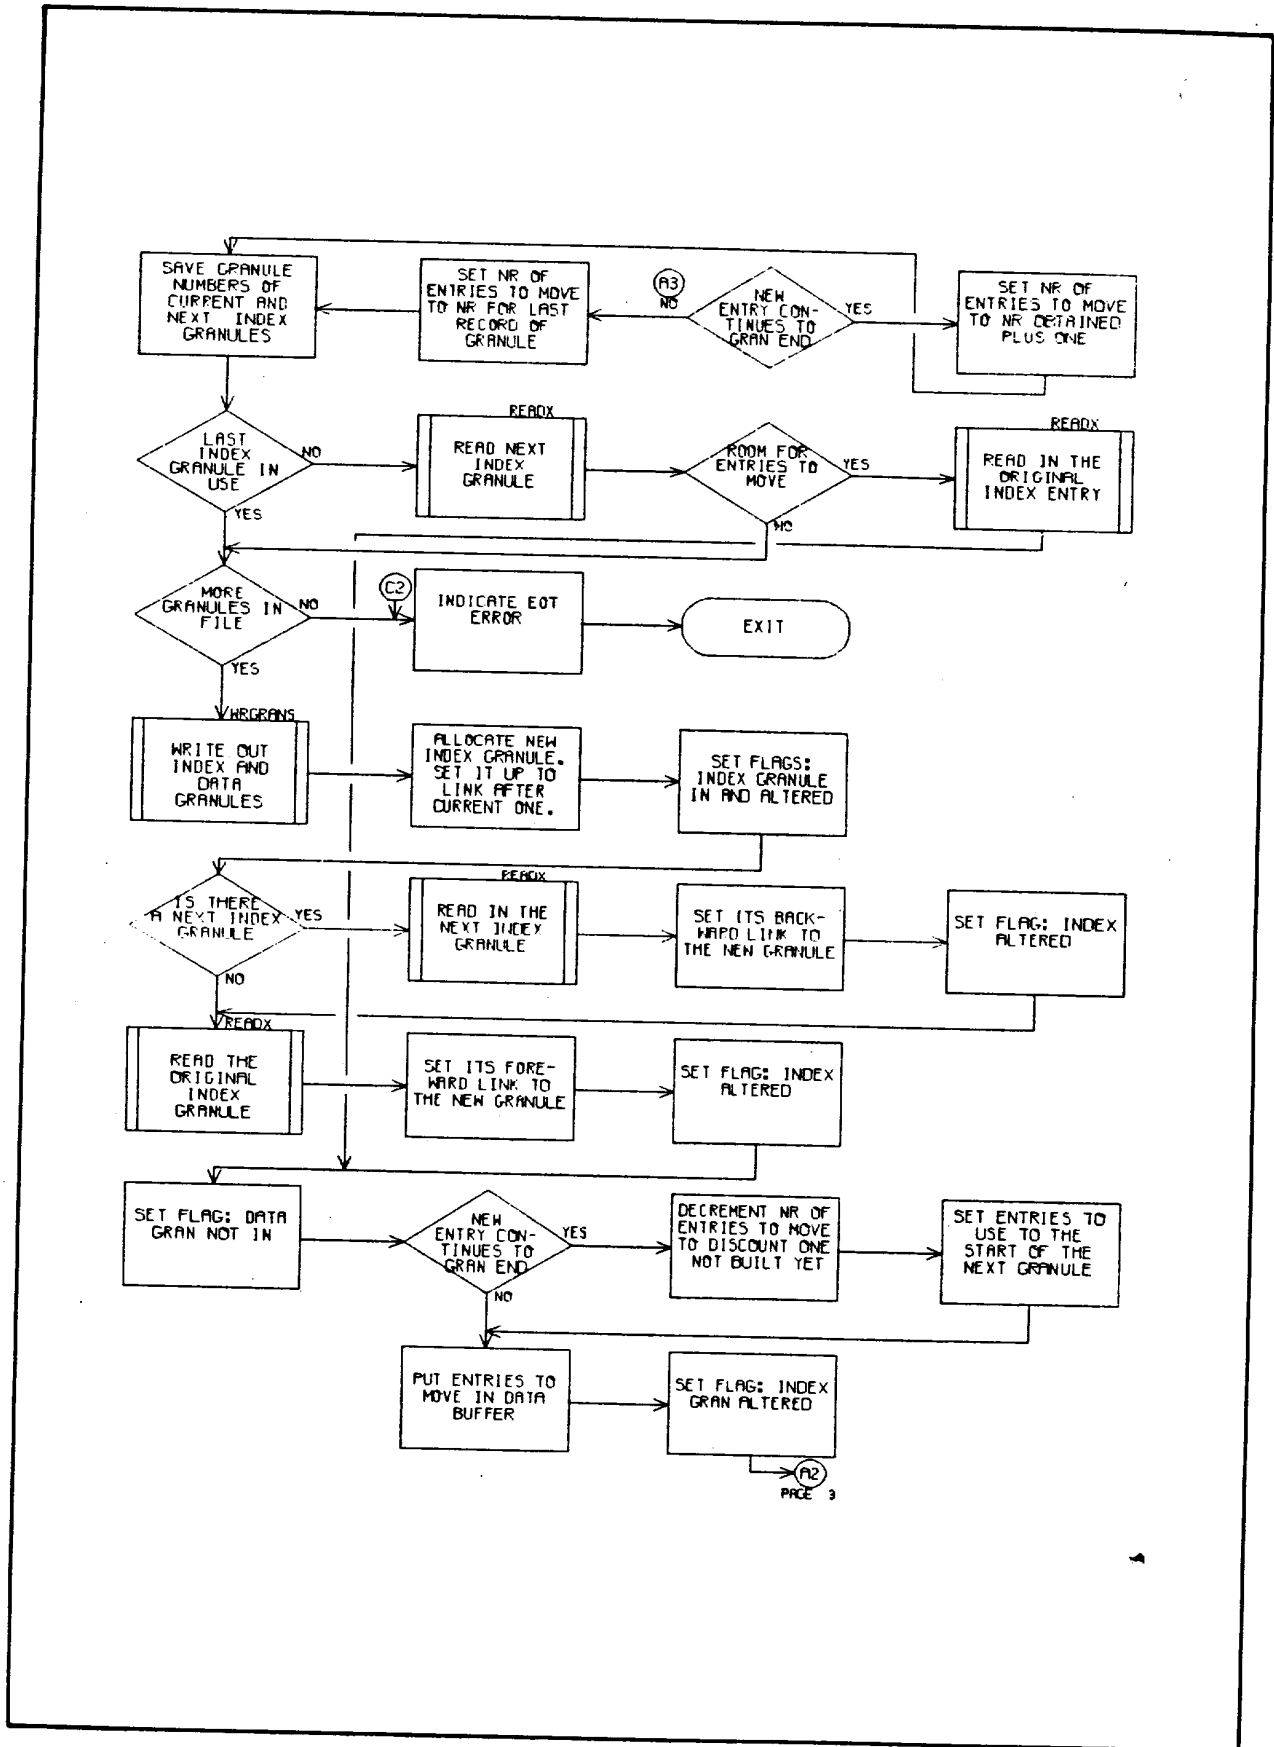 SAVE GRANULE
NUMBERS OF
CURRENT AND
NEXT INDEX
GRANULES
SET NR OF
ENTRIES TO MOVE
TO NR FOR LAST
RECORD OF
GRANULE
A3
NO
NEW
ENTRY CON-
TINUES TO
GRAN END
YES
SET NR OF
ENTRIES TO MOVE
TO NR OBTAINED
PLUS ONE
LAST
INDEX
GRANULE IN
USE
NO
YES
READX
READ NEXT
INDEX
GRANULE
ROOM FOR
ENTRIES TO
MOVE
YES
NO
READX
READ IN THE
ORIGINAL
INDEX ENTRY
MORE
GRANULES IN
FILE
NO
YES
C2
INDICATE EOT
ERROR
EXIT
WRGRANS
WRITE OUT
INDEX AND
DATA
GRANULES
ALLOCATE NEW
INDEX GRANULE.
SET IT UP TO
LINK AFTER
CURRENT ONE.
SET FLAGS:
INDEX GRANULE
IN AND ALTERED
IS THERE
A NEXT INDEX
GRANULE
YES
NO
READX
READ IN THE
NEXT INDEX
GRANULE
SET ITS BACK-
WARD LINK TO
THE NEW GRANULE
SET FLAG: INDEX
ALTERED
READX
READ THE
ORIGINAL
INDEX
GRANULE
SET ITS FORE-
WARD LINK TO
THE NEW GRANULE
SET FLAG: INDEX
ALTERED
SET FLAG: DATA
GRAN NOT IN
NEW
ENTRY CON-
TINUES TO
GRAN END
YES
NO
DECREMENT NR OF
ENTRIES TO MOVE
TO DISCOUNT ONE
NOT BUILT YET
SET ENTRIES TO
USE TO THE
START OF THE
NEXT GRANULE
PUT ENTRIES TO
MOVE IN DATA
BUFFER
SET FLAG: INDEX
GRAN ALTERED
A2
PAGE 3